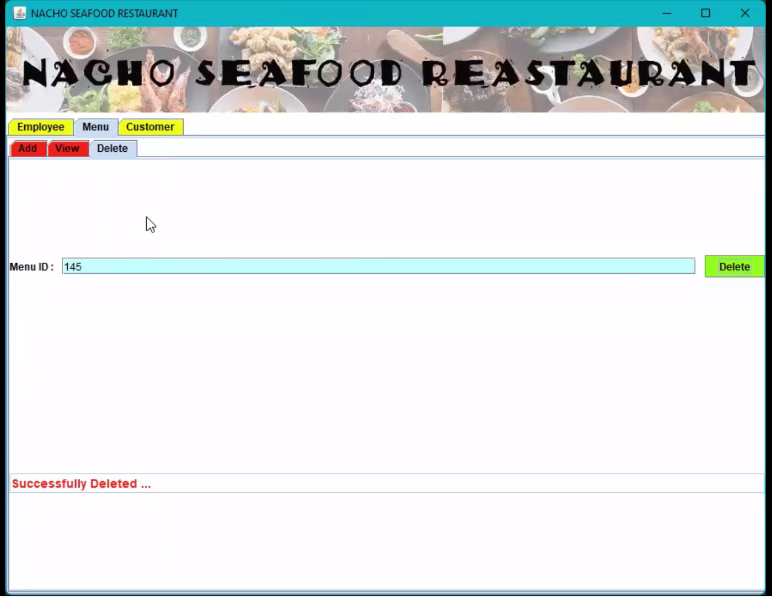 NACHO SEAFOOD RESTAURANT
NACHO SEAFOOD REASTAURANT
Employee Menu Customer
Add View Delete
Menu ID : 145 Delete
Successfully Deleted ...